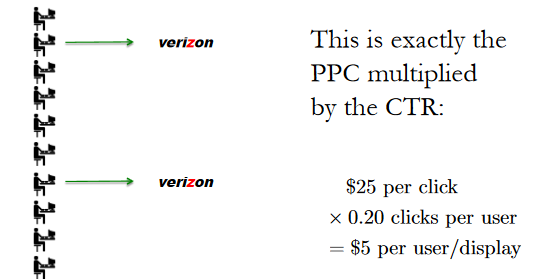 verizon
verizon
This is exactly the
PPC multiplied
by the CTR:
$25 per click
× 0.20 clicks per user
= $5 per user/display